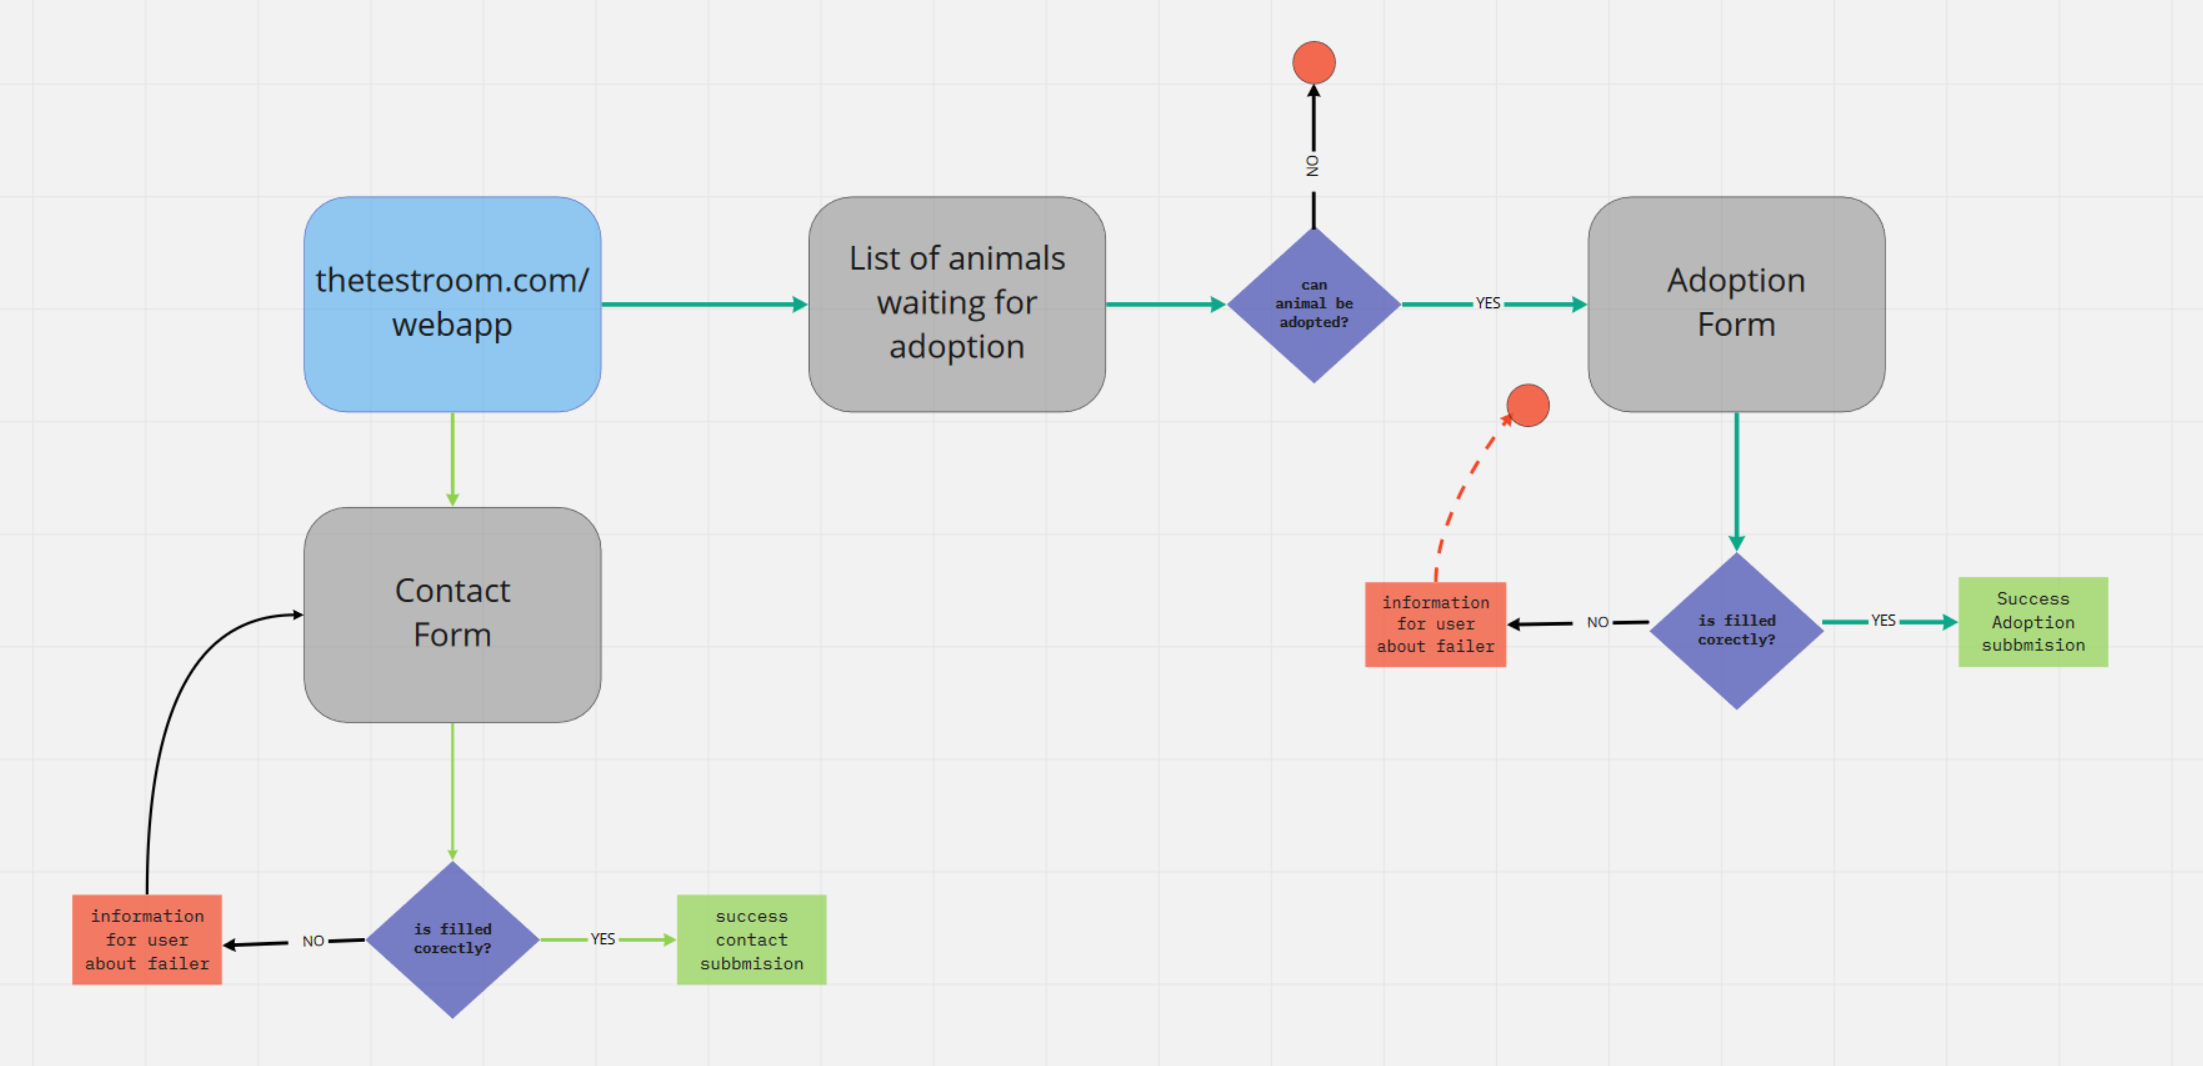 NO
thetestroom.com/
webapp
List of animals
waiting for
adoption
can
animal be
adopted?
YES
Adoption
Form
Contact
Form
information
for user
about failer
NO
is filled
corectly?
YES
Success
Adoption
subbmision
information
for user
about failer
NO
is filled
corectly?
YES
success
contact
subbmision